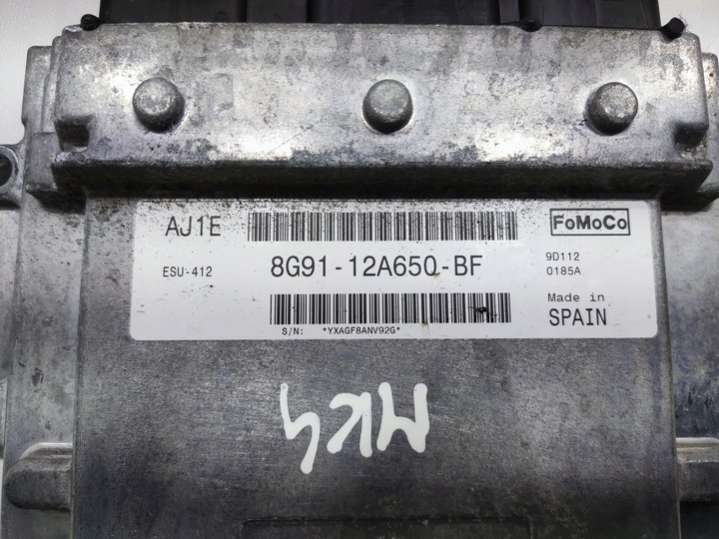 AJ1E
FoMoCo
ESU-412
8G91-12A650-BF
9D112
0185A
Made in
SPAIN
S/N: *YXAGF8ANV92G*
MK4